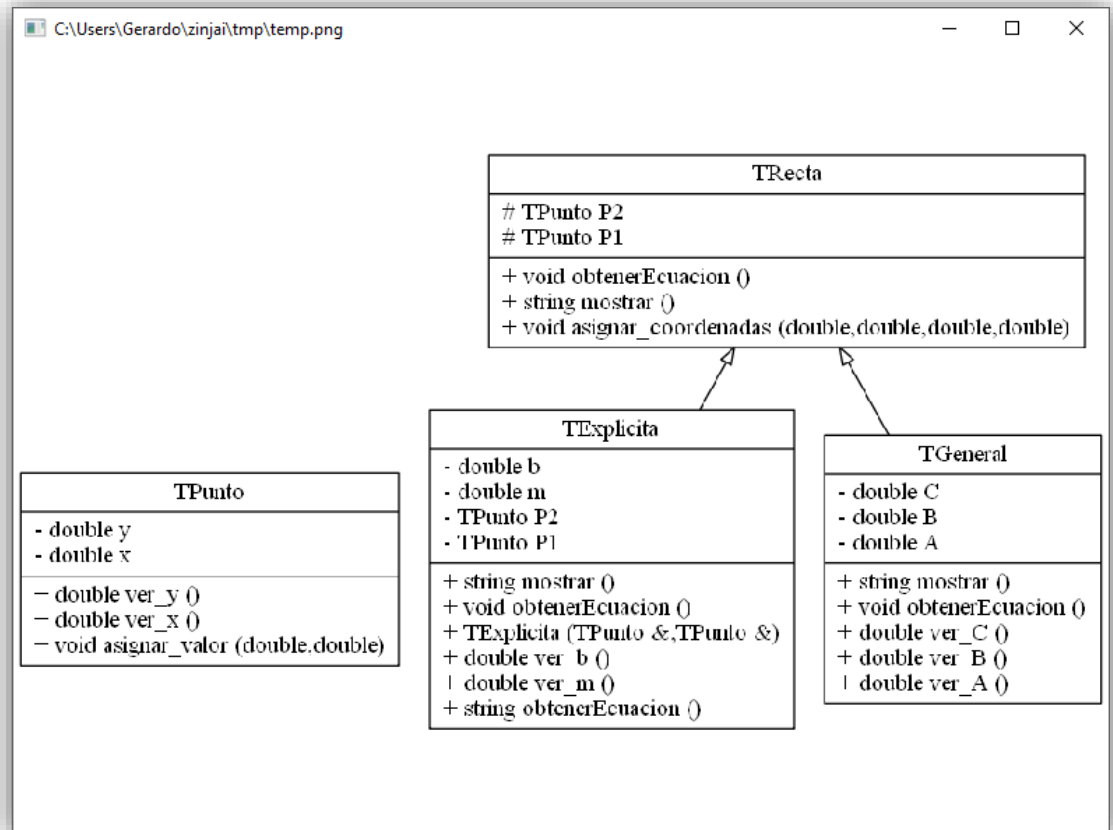 C:\Users\Gerardo\zinjai\tmp\temp.png
TRecta
# TPunto P2
# TPunto P1
+ void obtenerEcuacion ()
+ string mostrar ()
+ void asignar_coordenadas (double,double,double,double)
TExplicita
- double b
- double m
- TPunto P2
- TPunto P1
+ string mostrar ()
+ void obtenerEcuacion ()
+ TExplicita (TPunto &,TPunto &)
+ double ver_b ()
+ double ver_m ()
+ string obtenerEcuacion ()
TGeneral
- double C
- double B
- double A
+ string mostrar ()
+ void obtenerEcuacion ()
+ double ver_C ()
+ double ver_B ()
+ double ver_A ()
TPunto
- double y
- double x
+ double ver_y ()
+ double ver_x ()
+ void asignar_valor (double,double)